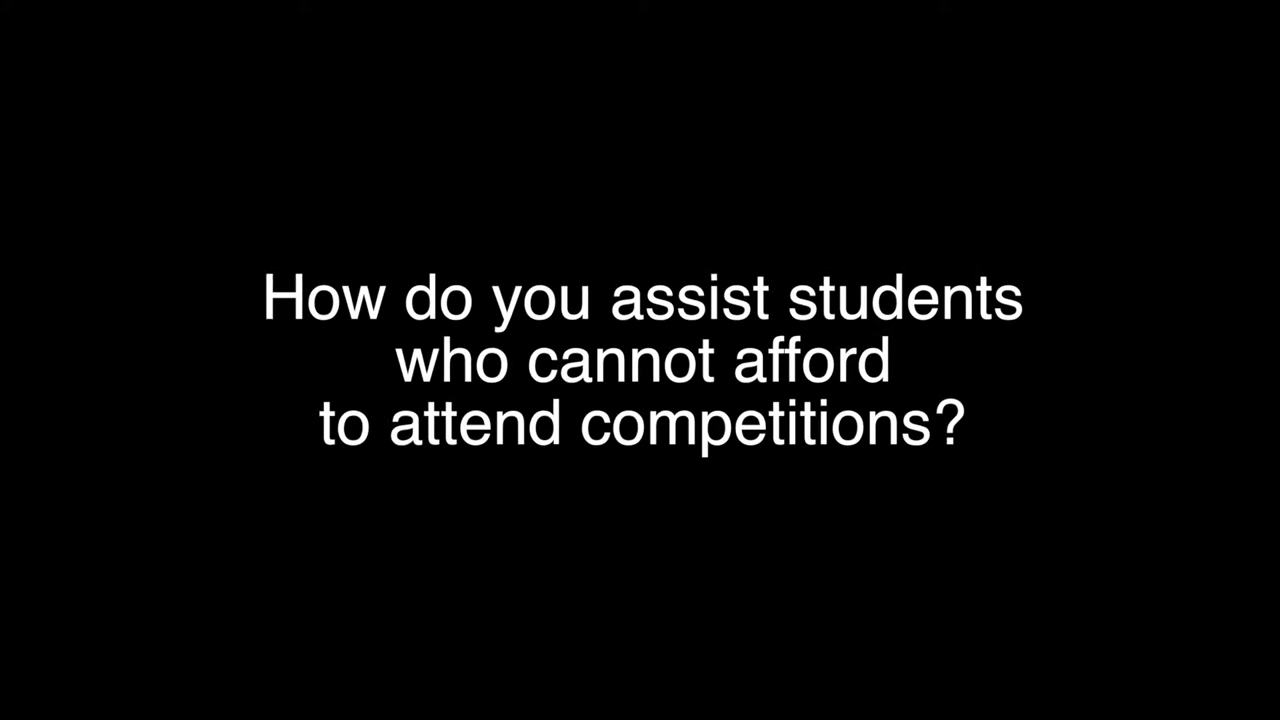 How do you assist students
who cannot afford
to attend competitions?